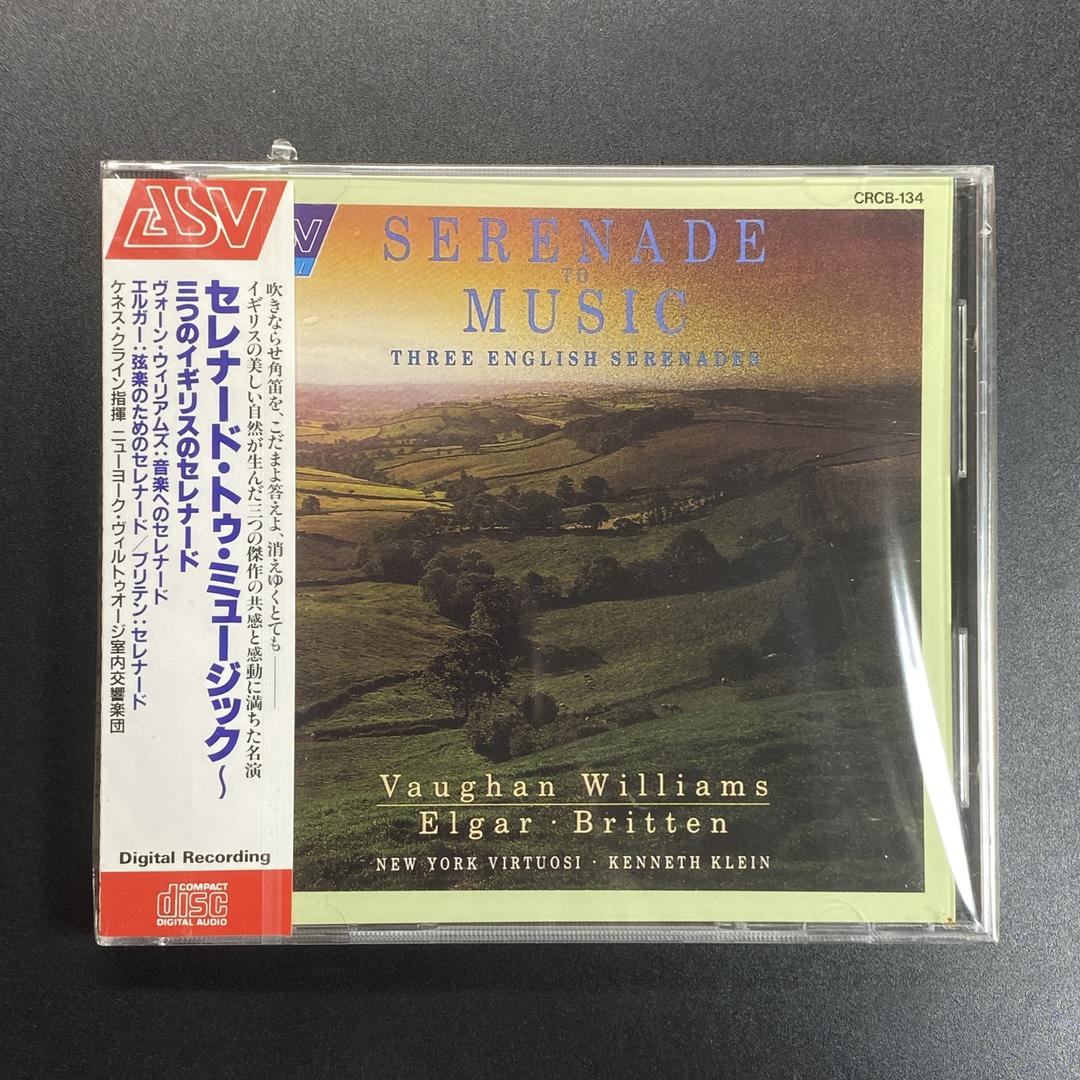 ASV
吹きならせ角笛を、こだまよ答えよ、消えゆくとても――
イギリスの美しい自然が生んだ三つの傑作の共感と感動に満ちた名演
セレナード・トゥ・ミュージック～
三つのイギリスのセレナード
ヴォーン・ウィリアムズ:音楽へのセレナード
エルガー:弦楽のためのセレナード/ブリテン:セレナード
ケネス・クライン指揮 ニューヨーク・ヴィルトゥオージ室内交響楽団
Digital Recording
COMPACT
disc
DIGITAL AUDIO
CRCB-134
SERENADE
TO
MUSIC
THREE ENGLISH SERENADES
Vaughan Williams
Elgar · Britten
NEW YORK VIRTUOSI · KENNETH KLEIN